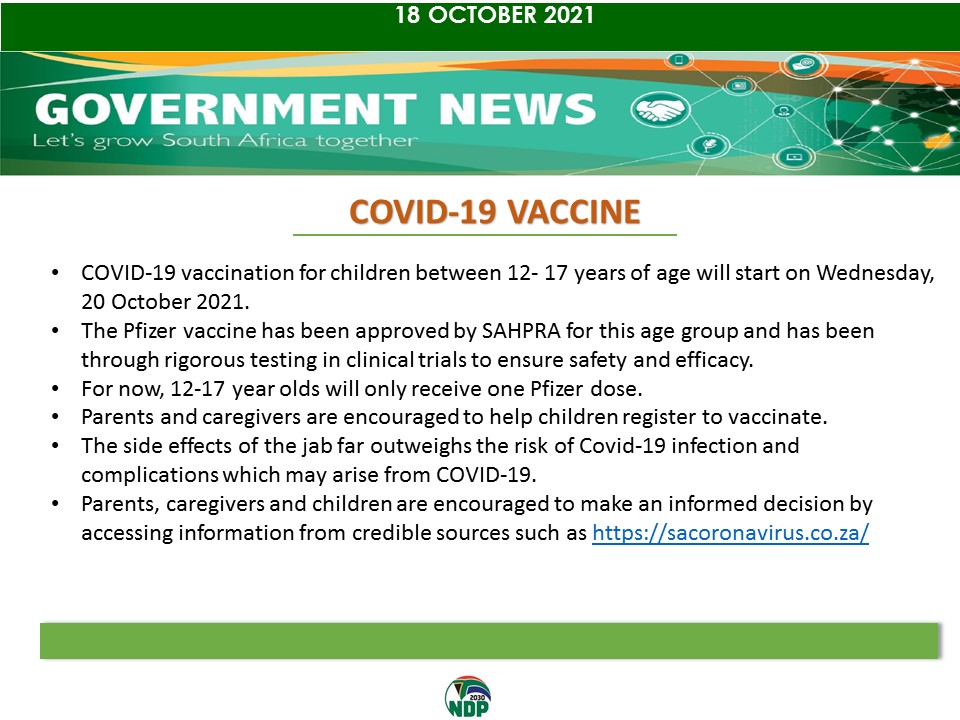 18 OCTOBER 2021
GOVERNMENT NEWS
Let's grow South Africa together
COVID-19 VACCINE
• COVID-19 vaccination for children between 12- 17 years of age will start on Wednesday,
20 October 2021.
• The Pfizer vaccine has been approved by SAHPRA for this age group and has been
through rigorous testing in clinical trials to ensure safety and efficacy.
• For now, 12-17 year olds will only receive one Pfizer dose.
• Parents and caregivers are encouraged to help children register to vaccinate.
• The side effects of the jab far outweighs the risk of Covid-19 infection and
complications which may arise from COVID-19.
• Parents, caregivers and children are encouraged to make an informed decision by
accessing information from credible sources such as https://sacoronavirus.co.za/
2030
NDP